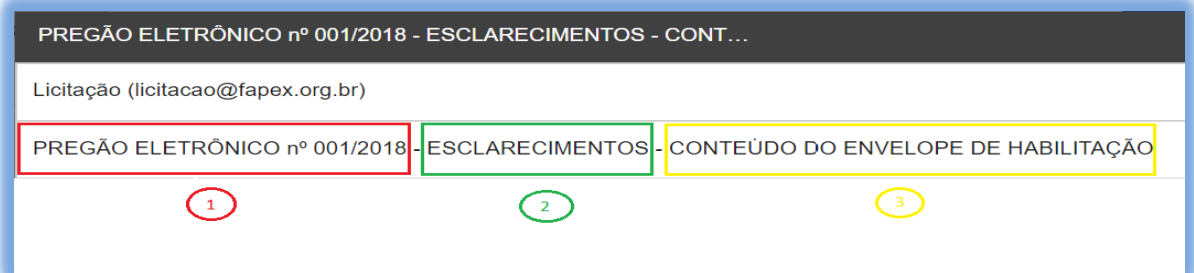 PREGÃO ELETRÔNICO nº 001/2018 - ESCLARECIMENTOS - CONT...
Licitação (licitacao@fapex.org.br)
PREGÃO ELETRÔNICO nº 001/2018 - ESCLARECIMENTOS - CONTEÚDO DO ENVELOPE DE HABILITAÇÃO
1 2 3